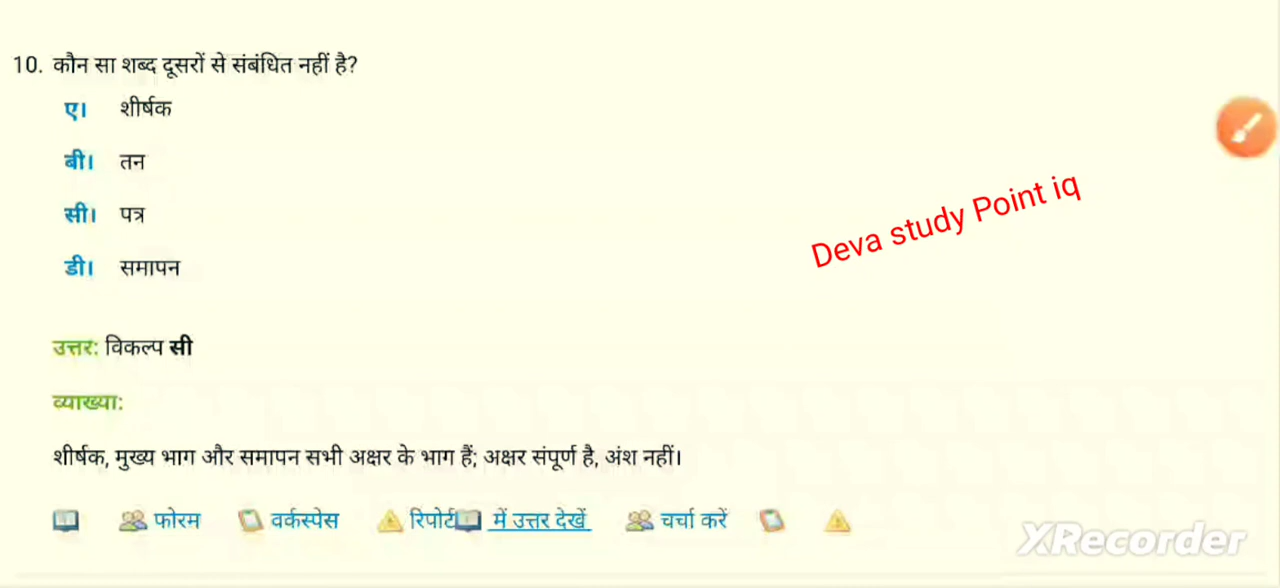 10. कौन सा शब्द दूसरों से संबंधित नहीं है?
ए। शीर्षक
बी। तन
Deva study Point iq
सी। पत्र
डी। समापन
उत्तर: विकल्प सी
व्याख्या:
शीर्षक, मुख्य भाग और समापन सभी अक्षर के भाग हैं; अक्षर संपूर्ण है, अंश नहीं।
फोरम वर्कस्पेस रिपोर्ट में उत्तर देखें चर्चा करें
XRecorder